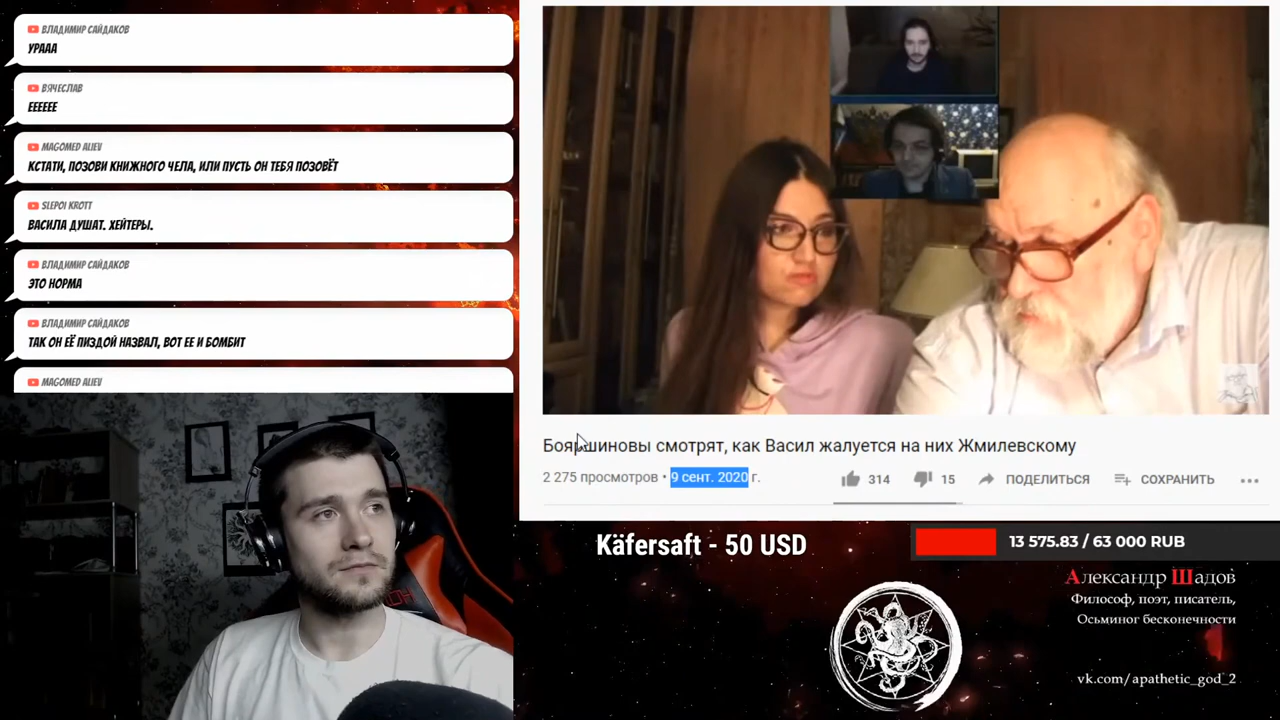 ВЛАДИМИР САЙДАКОВ
УРААА
ВЯЧЕСЛАВ
ЕЕЕЕЕЕ
MAGOMED ALIEV
КСТАТИ, ПОЗОВИ КНИЖНОГО ЧЕЛА, ИЛИ ПУСТЬ ОН ТЕБЯ ПОЗОВЁТ
SLEPOI KROTT
ВАСИЛА ДУШАТ. ХЕЙТЕРЫ.
ВЛАДИМИР САЙДАКОВ
ЭТО НОРМА
ВЛАДИМИР САЙДАКОВ
ТАК ОН ЕЁ ПИЗДОЙ НАЗВАЛ, ВОТ ЕЕ И БОМБИТ
MAGOMED ALIEV
Бояршиновы смотрят, как Васил жалуется на них Жмилевскому
2 275 просмотров • 9 сент. 2020 г.
314
15
ПОДЕЛИТЬСЯ
СОХРАНИТЬ
Käfersaft - 50 USD
13 575.83 / 63 000 RUB
Александр Шадов
Философ, поэт, писатель,
Осьминог бесконечности
vk.com/apathetic_god_2